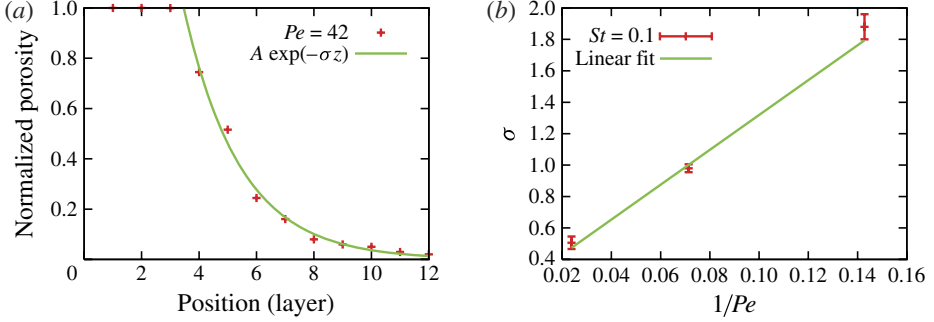 (a)
Normalized porosity
1.0
0.8
0.6
0.4
0.2
0 2 4 6 8 10 12
Position (layer)
Pe = 42
A exp(−σz)
(b)
σ
2.0
1.8
1.6
1.4
1.2
1.0
0.8
0.6
0.4
0.02 0.04 0.06 0.08 0.10 0.12 0.14 0.16
1/Pe
St = 0.1
Linear fit